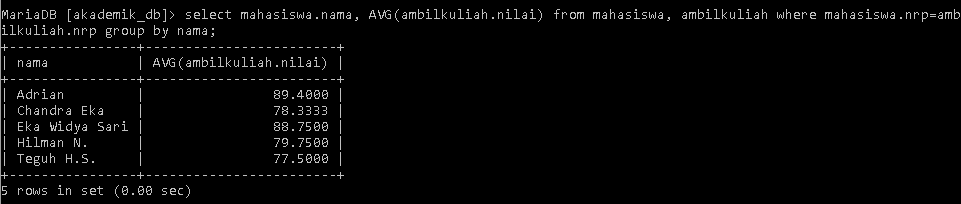 MariaDB [akademik_db]> select mahasiswa.nama, AVG(ambilkuliah.nilai) from mahasiswa, ambilkuliah where mahasiswa.nrp=amb
ilkuliah.nrp group by nama;
+----------------+------------------------+
| nama           | AVG(ambilkuliah.nilai) |
+----------------+------------------------+
| Adrian         |                89.4000 |
| Chandra Eka    |                78.3333 |
| Eka Widya Sari |                88.7500 |
| Hilman N.      |                79.7500 |
| Teguh H.S.     |                77.5000 |
+----------------+------------------------+
5 rows in set (0.00 sec)